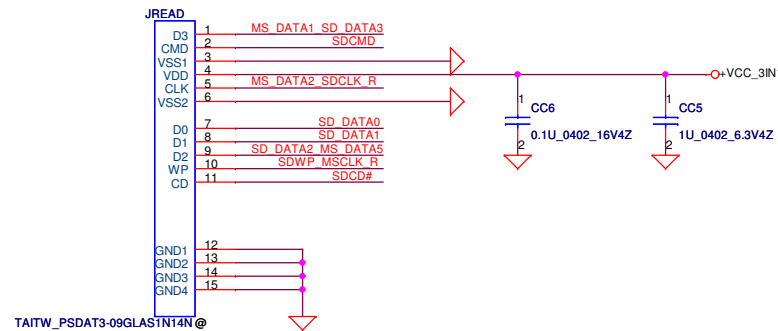 JREAD
D3 1 MS_DATA1_SD_DATA3
CMD 2 SDCMD
VSS1 3
VDD 4 +VCC_3IN1
CLK 5 MS_DATA2_SDCLK_R
VSS2 6
1 CC6
1 CC5
0.1U_0402_16V4Z
1U_0402_6.3V4Z
2
2
D0 7 SD_DATA0
D1 8 SD_DATA1
D2 9 SD_DATA2_MS_DATA5
WP 10 SDWP_MSCLK_R
CD 11 SDCD#
GND1 12
GND2 13
GND3 14
GND4 15
TAITW_PSDAT3-09GLAS1N14N @